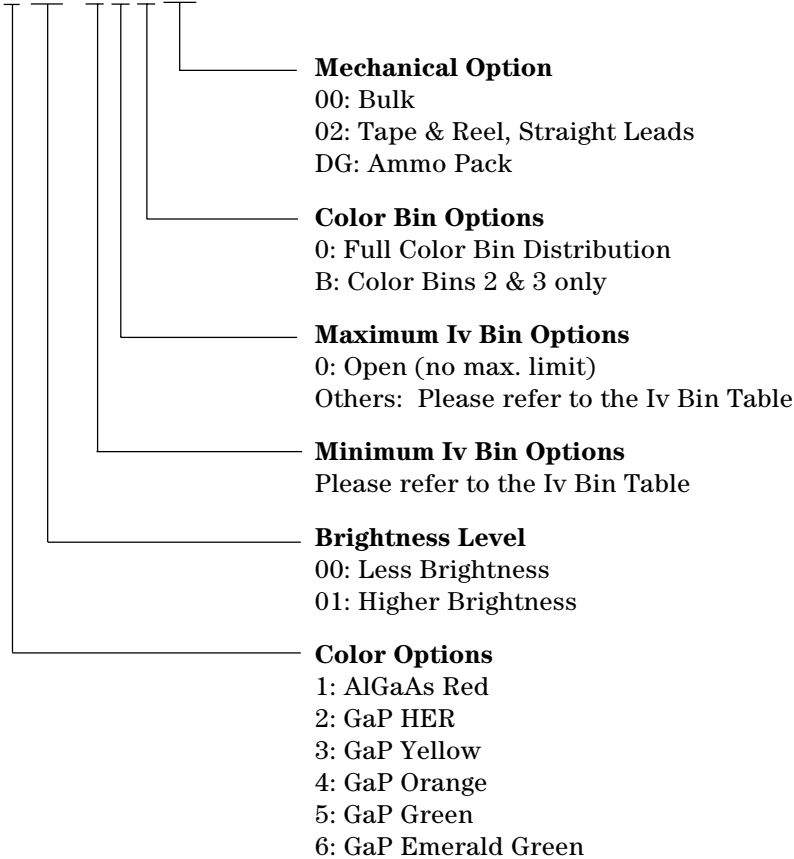 Mechanical Option
00: Bulk
02: Tape & Reel, Straight Leads
DG: Ammo Pack
Color Bin Options
0: Full Color Bin Distribution
B: Color Bins 2 & 3 only
Maximum Iv Bin Options
0: Open (no max. limit)
Others: Please refer to the Iv Bin Table
Minimum Iv Bin Options
Please refer to the Iv Bin Table
Brightness Level
00: Less Brightness
01: Higher Brightness
Color Options
1: AlGaAs Red
2: GaP HER
3: GaP Yellow
4: GaP Orange
5: GaP Green
6: GaP Emerald Green